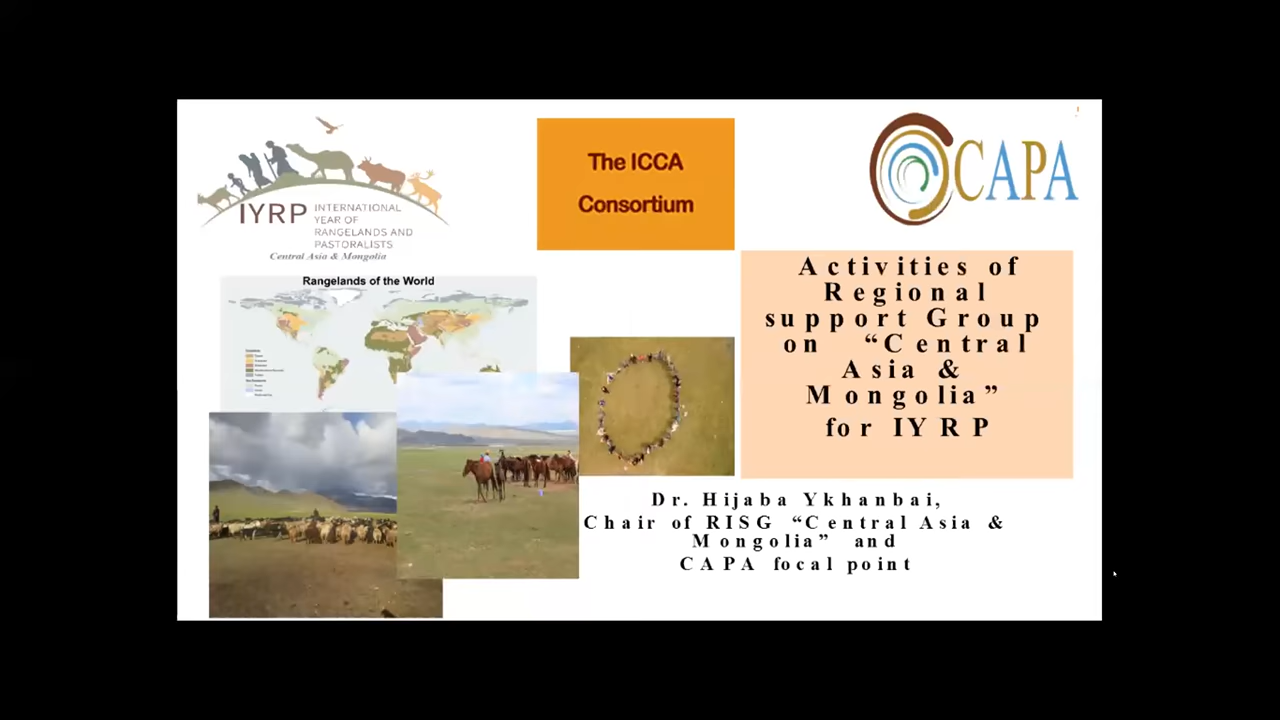 IYRP
INTERNATIONAL
YEAR OF
RANGELANDS AND
PASTORALISTS
Central Asia & Mongolia
The ICCA
Consortium
CAPA
Rangelands of the World
Activities of
Regional
support Group
on “Central
Asia &
Mongolia”
for IYRP
Dr. Hijaba Ykhanbai,
Chair of RISG “Central Asia &
Mongolia” and
CAPA focal point